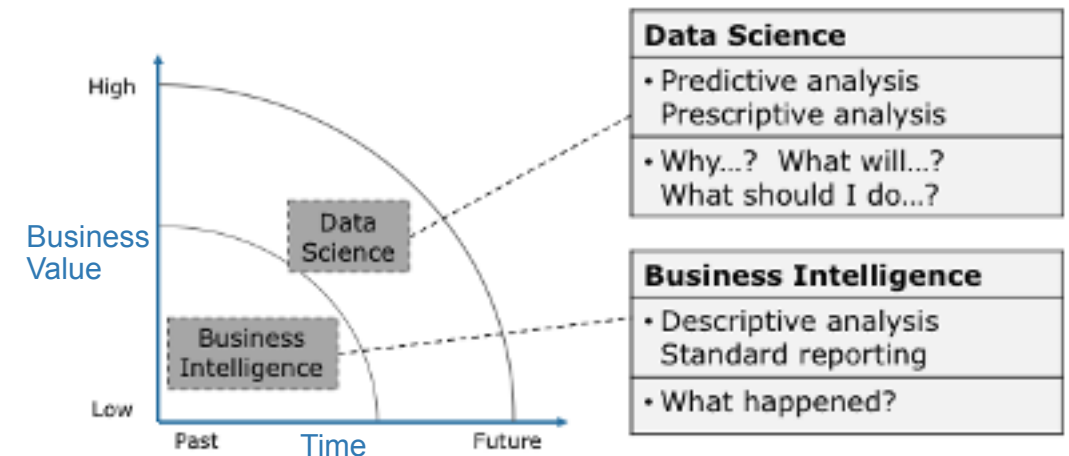 High
Business
Value
Low
Past
Time
Future
Data
Science
Business
Intelligence
Data Science
• Predictive analysis
Prescriptive analysis
• Why...? What will...?
What should I do...?
Business Intelligence
• Descriptive analysis
Standard reporting
• What happened?